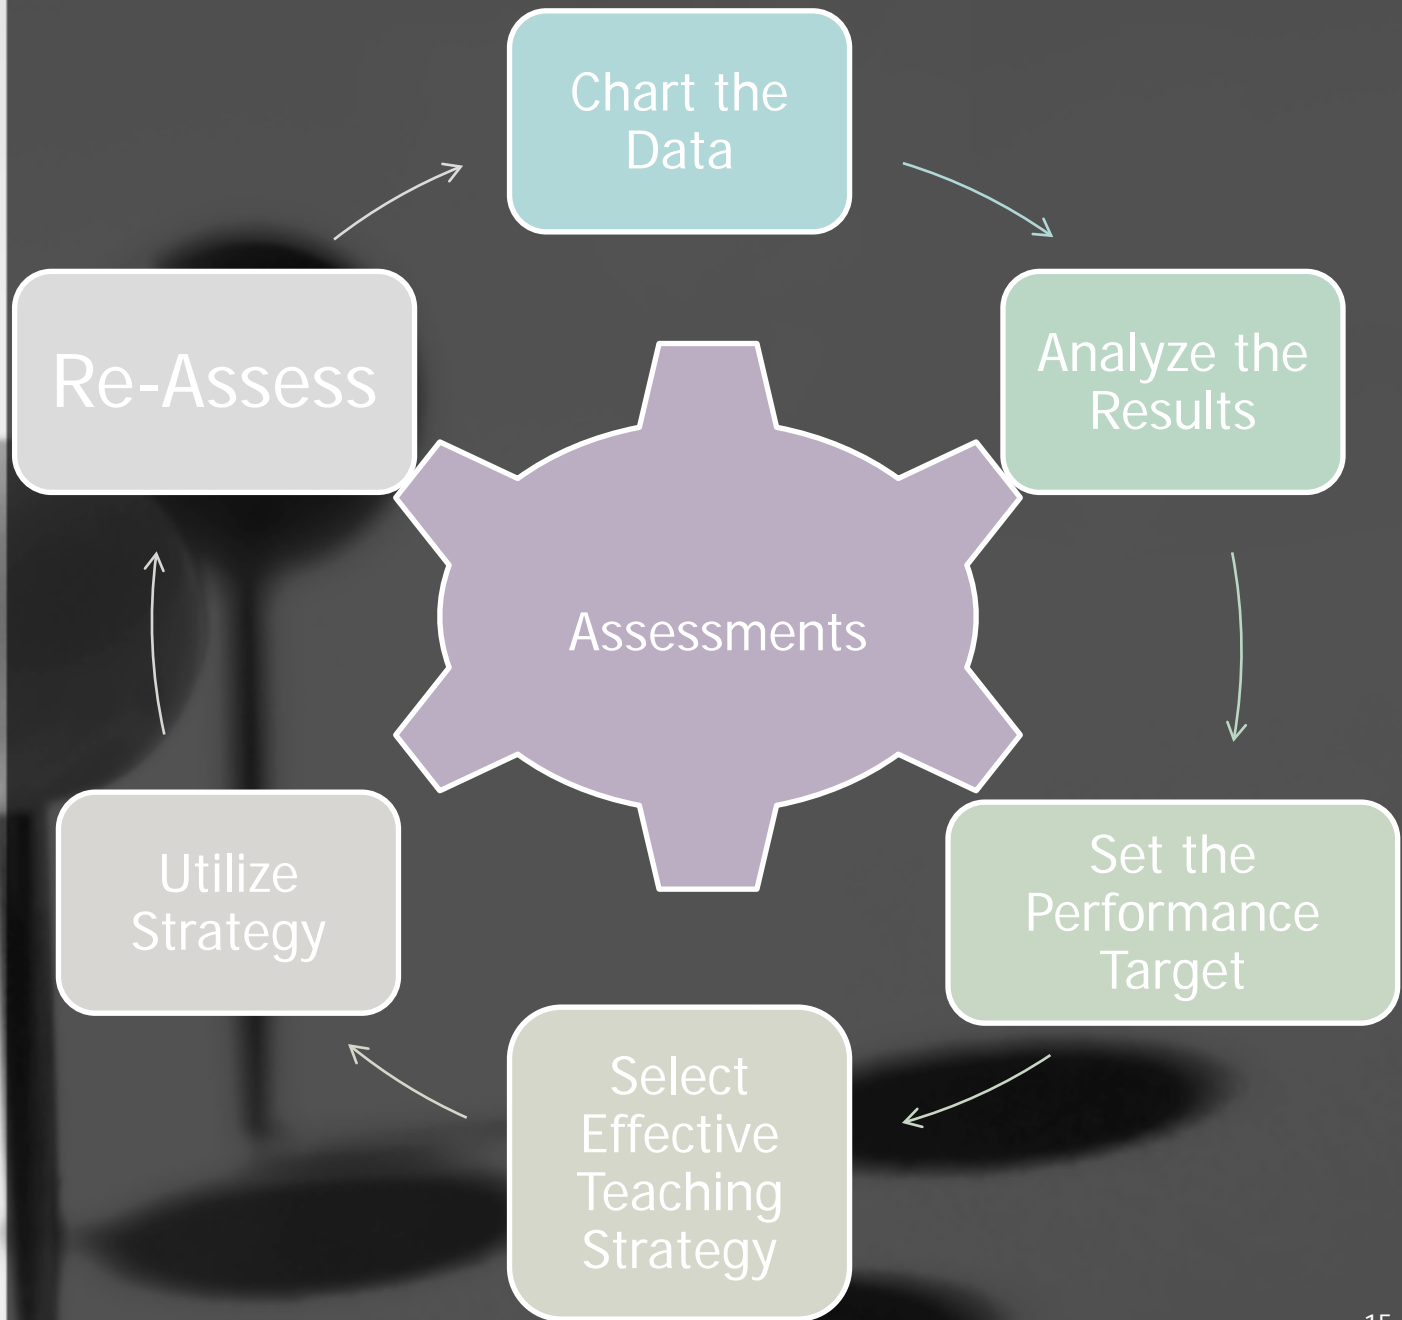 Chart the
Data
Analyze the
Results
Set the
Performance
Target
Select
Effective
Teaching
Strategy
Utilize
Strategy
Re-Assess
Assessments
15